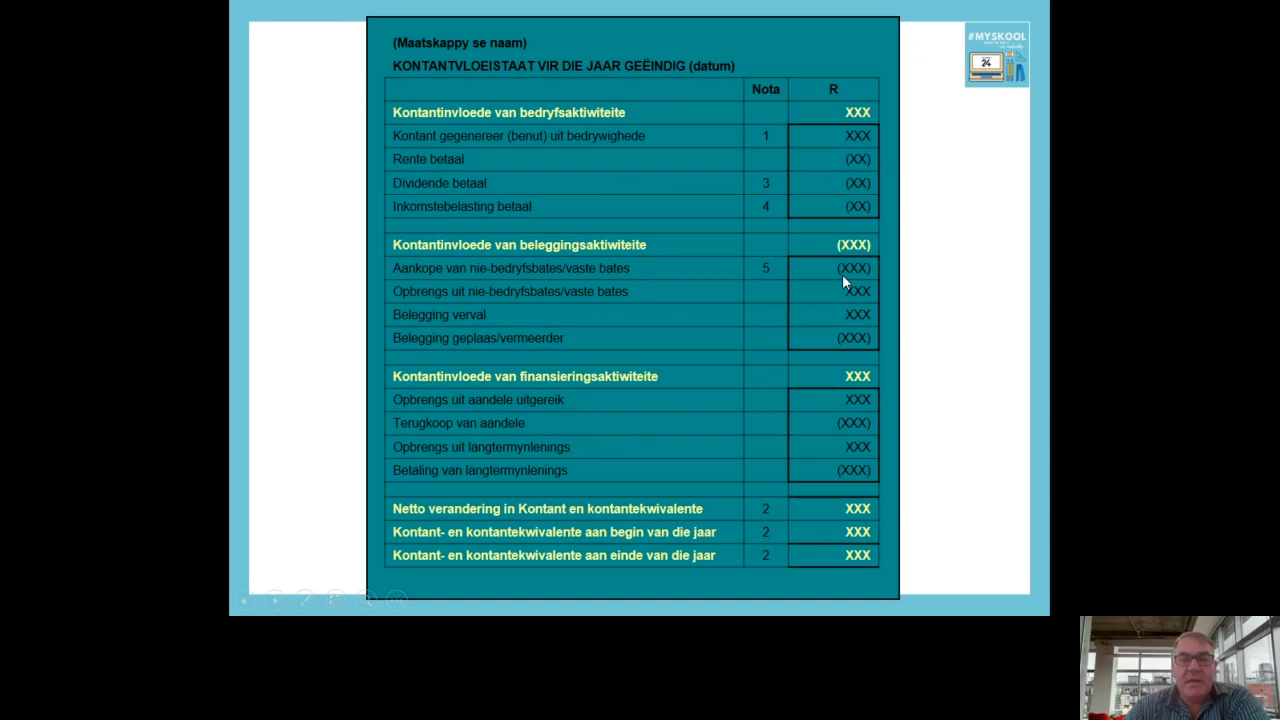 (Maatskappy se naam)
KONTANTVLOEISTAAT VIR DIE JAAR GEËINDIG (datum)
Nota R
Kontantinvloede van bedryfsaktiwiteite XXX
Kontant gegenereer (benut) uit bedrywighede 1 XXX
Rente betaal (XX)
Dividende betaal 3 (XX)
Inkomstebelasting betaal 4 (XX)
Kontantinvloede van beleggingsaktiwiteite (XXX)
Aankope van nie-bedryfsbates/vaste bates 5 (XXX)
Opbrengs uit nie-bedryfsbates/vaste bates XXX
Belegging verval XXX
Belegging geplaas/vermeerder (XXX)
Kontantinvloede van finansieringsaktiwiteite XXX
Opbrengs uit aandele uitgereik XXX
Terugkoop van aandele (XXX)
Opbrengs uit langtermynlenings XXX
Betaling van langtermynlenings (XXX)
Netto verandering in Kontant en kontantekwivalente 2 XXX
Kontant- en kontantekwivalente aan begin van die jaar 2 XXX
Kontant- en kontantekwivalente aan einde van die jaar 2 XXX
#MYSKOOL
24